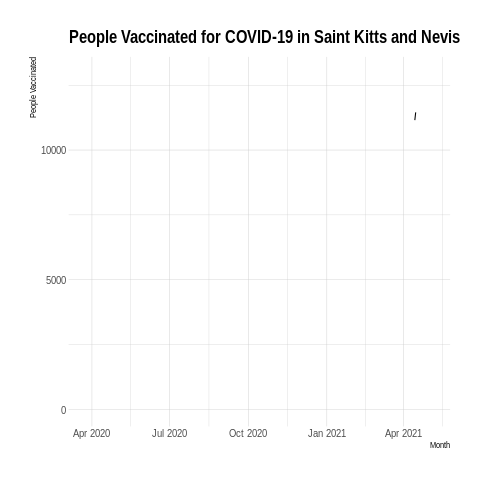 People Vaccinated for COVID-19 in Saint Kitts and Nevis
People Vaccinated
10000
5000
0
Apr 2020 Jul 2020 Oct 2020 Jan 2021 Apr 2021
Month